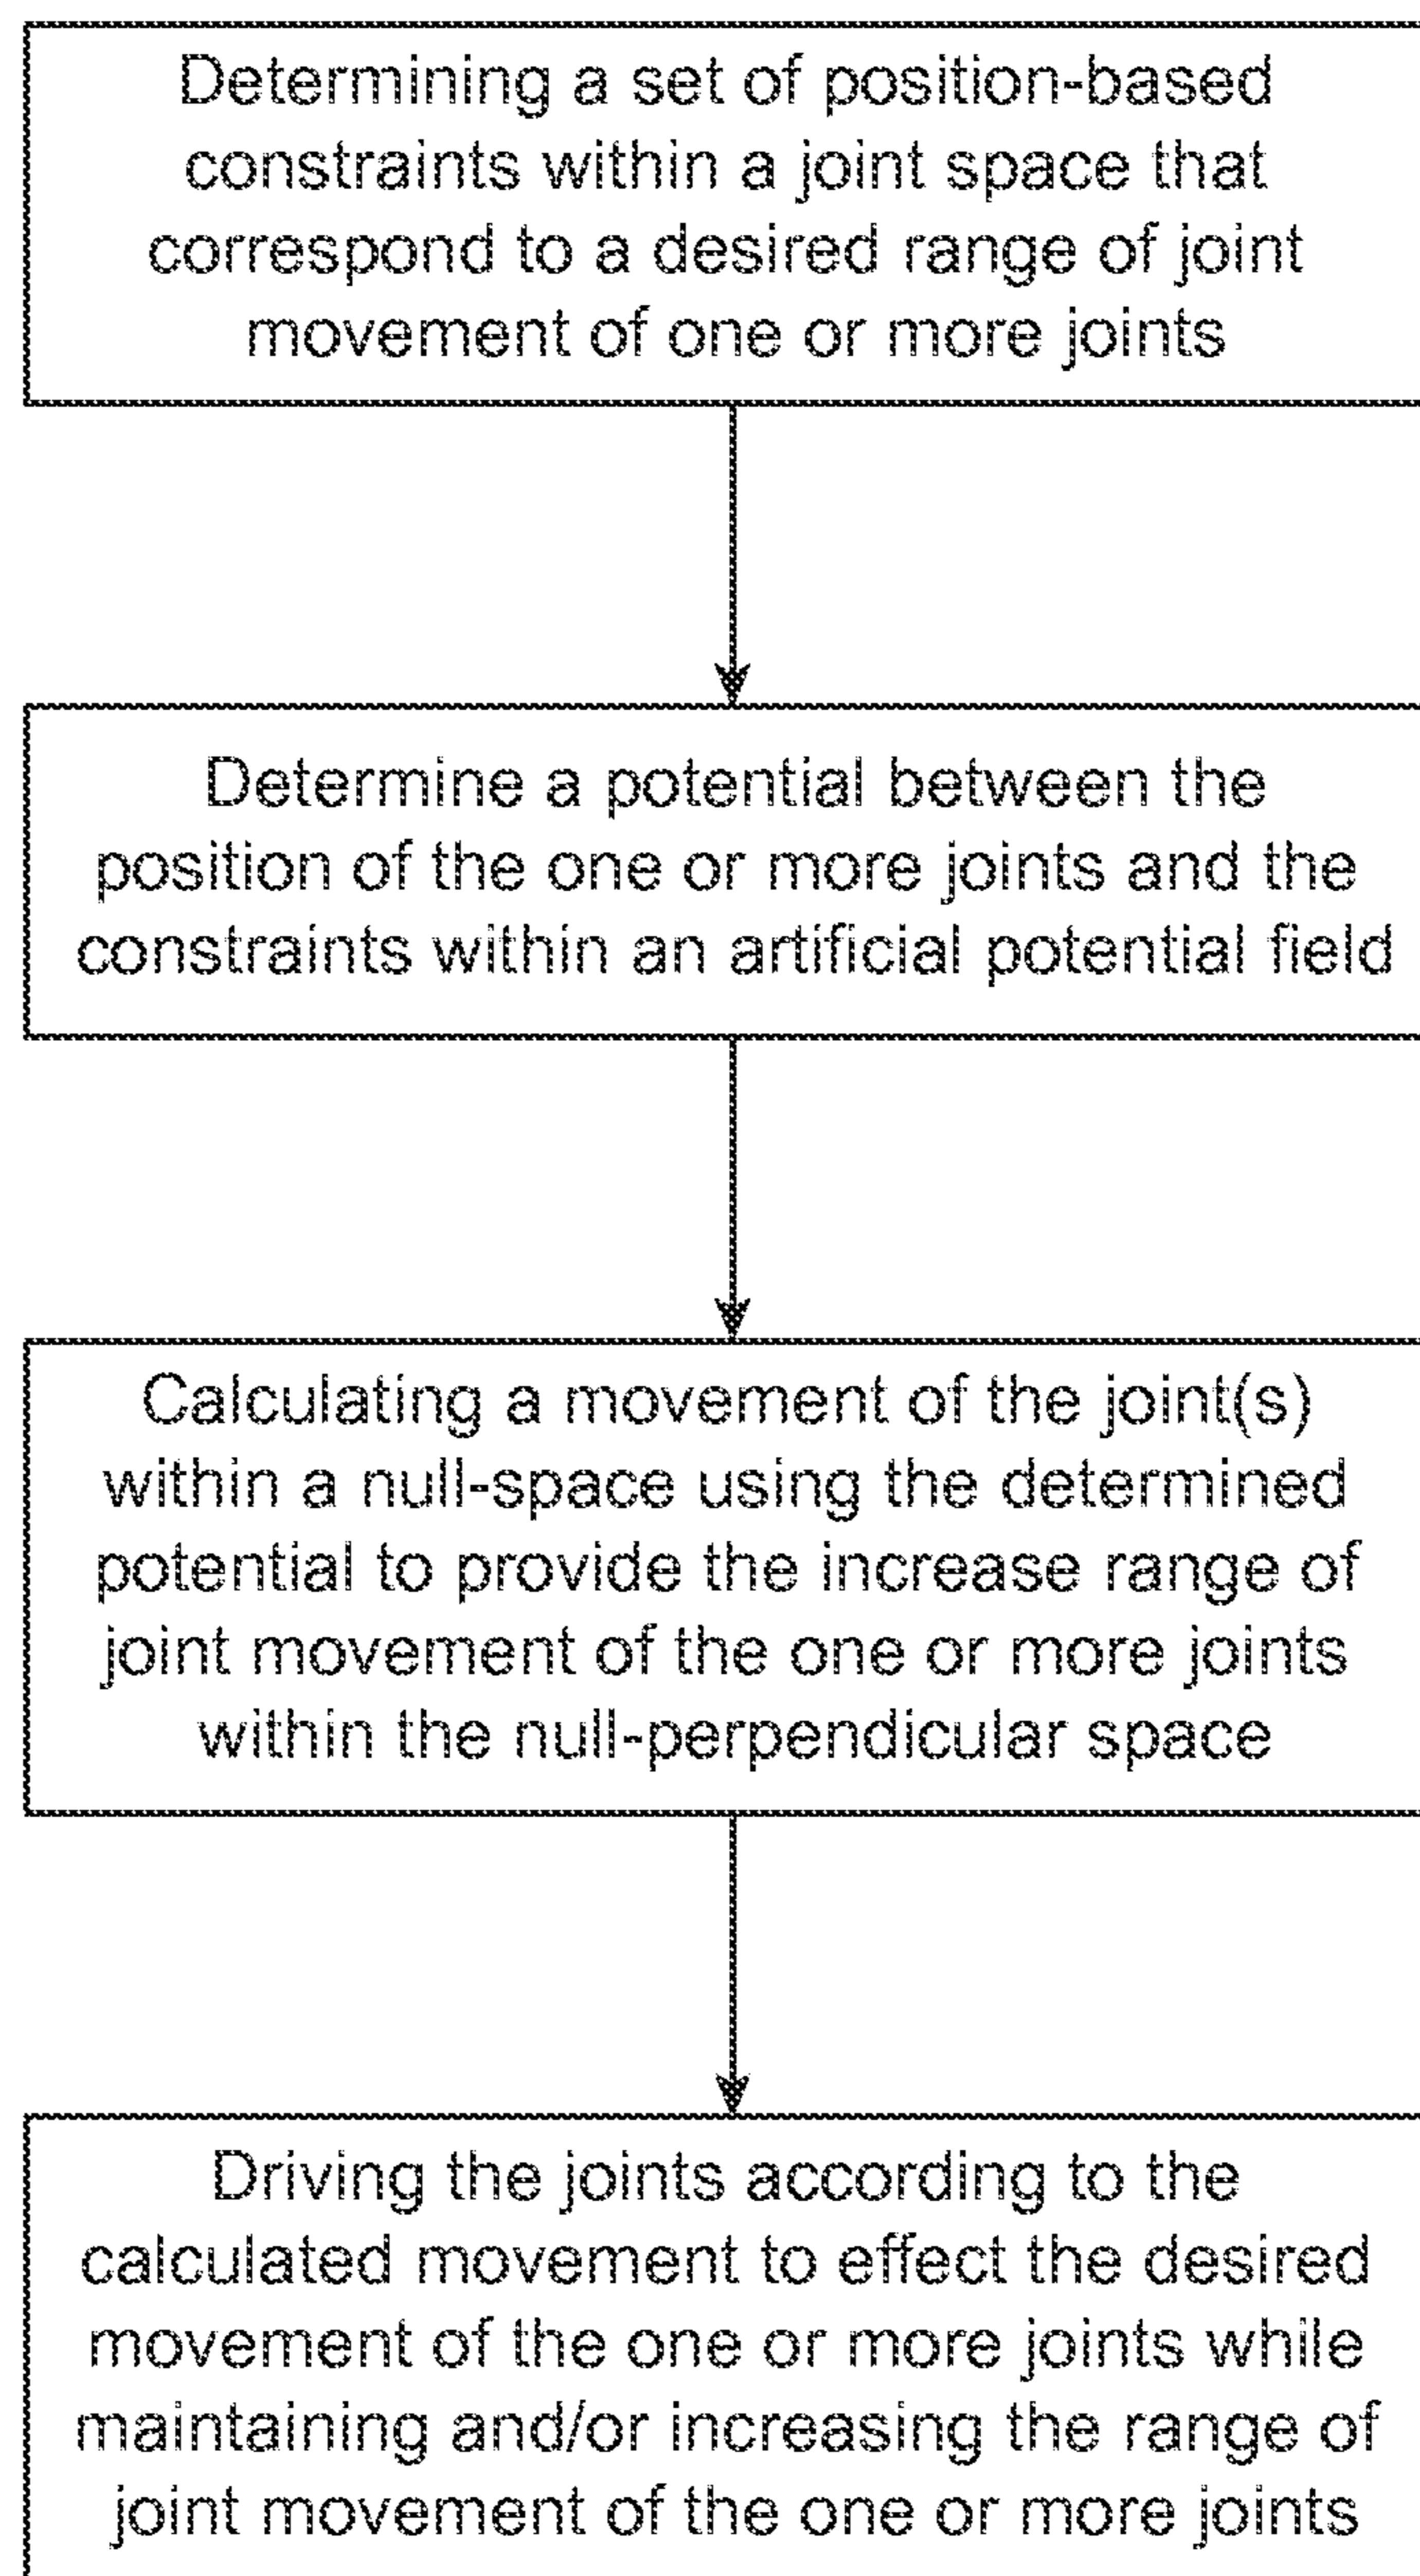 Determining a set of position-based
constraints within a joint space that
correspond to a desired range of joint
movement of one or more joints
Determine a potential between the
position of the one or more joints and the
constraints within an artificial potential field
Calculating a movement of the joint(s)
within a null-space using the determined
potential to provide the increase range of
joint movement of the one or more joints
within the null-perpendicular space
Driving the joints according to the
calculated movement to effect the desired
movement of the one or more joints while
maintaining and/or increasing the range of
joint movement of the one or more joints